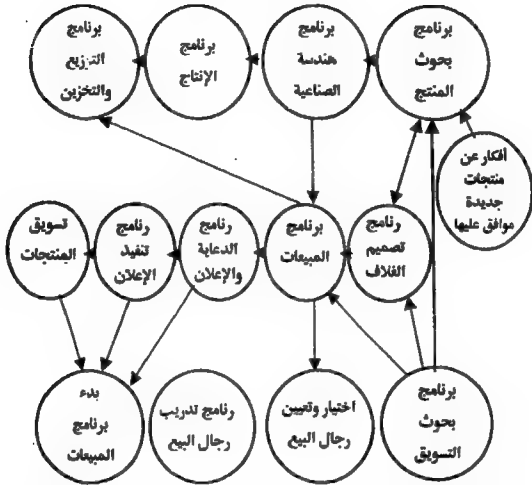 برنامج
بحوث
المنتج
برنامج
هندسة
الصناعية
برنامج
الإنتاج
برنامج
التزيع
والتخزين
أفكار عن
منتجات
جديدة
موافق عليها
رنامج
تصميم
الغلاف
برنامج
المبيعات
رنامج
الدعاية
والإعلان
رنامج
تنفيذ
الإعلان
تسويق
المنتجات
برنامج
بحوث
التسويق
اختيار وتعيين
رجال البيع
رنامج تدريب
رجال البيع
بدء
برنامج
المبيعات